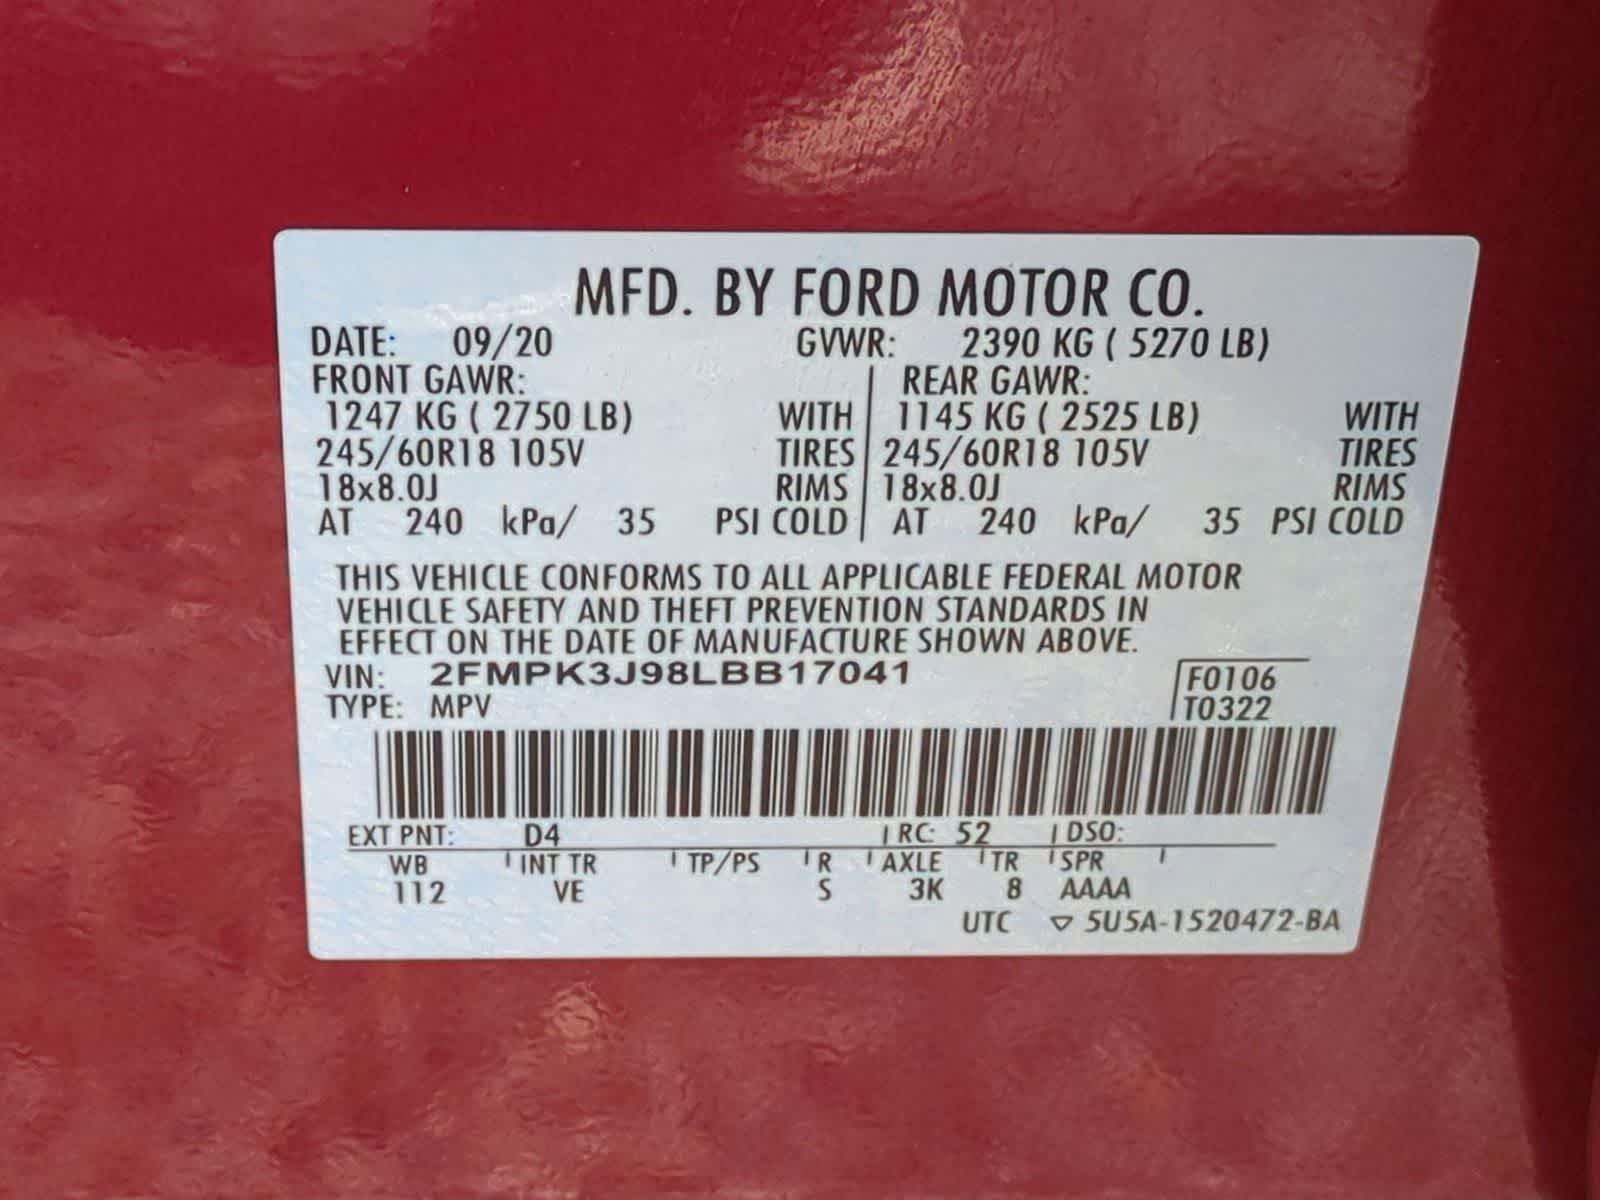 MFD. BY FORD MOTOR CO.
DATE: 09/20 GVWR: 2390 KG ( 5270 LB)
FRONT GAWR: REAR GAWR:
1247 KG ( 2750 LB) WITH 1145 KG ( 2525 LB) WITH
245/60R18 105V TIRES 245/60R18 105V TIRES
18x8.0J RIMS 18x8.0J RIMS
AT 240 kPa/ 35 PSI COLD AT 240 kPa/ 35 PSI COLD
THIS VEHICLE CONFORMS TO ALL APPLICABLE FEDERAL MOTOR
VEHICLE SAFETY AND THEFT PREVENTION STANDARDS IN
EFFECT ON THE DATE OF MANUFACTURE SHOWN ABOVE.
VIN: 2FMPK3J98LBB17041 F0106
TYPE: MPV T0322
EXT PNT: D4 RC: 52 DSO:
WB INT TR TP/PS R AXLE TR SPR
112 VE S 3K 8 AAAA
UTC ▽ 5U5A-1520472-BA